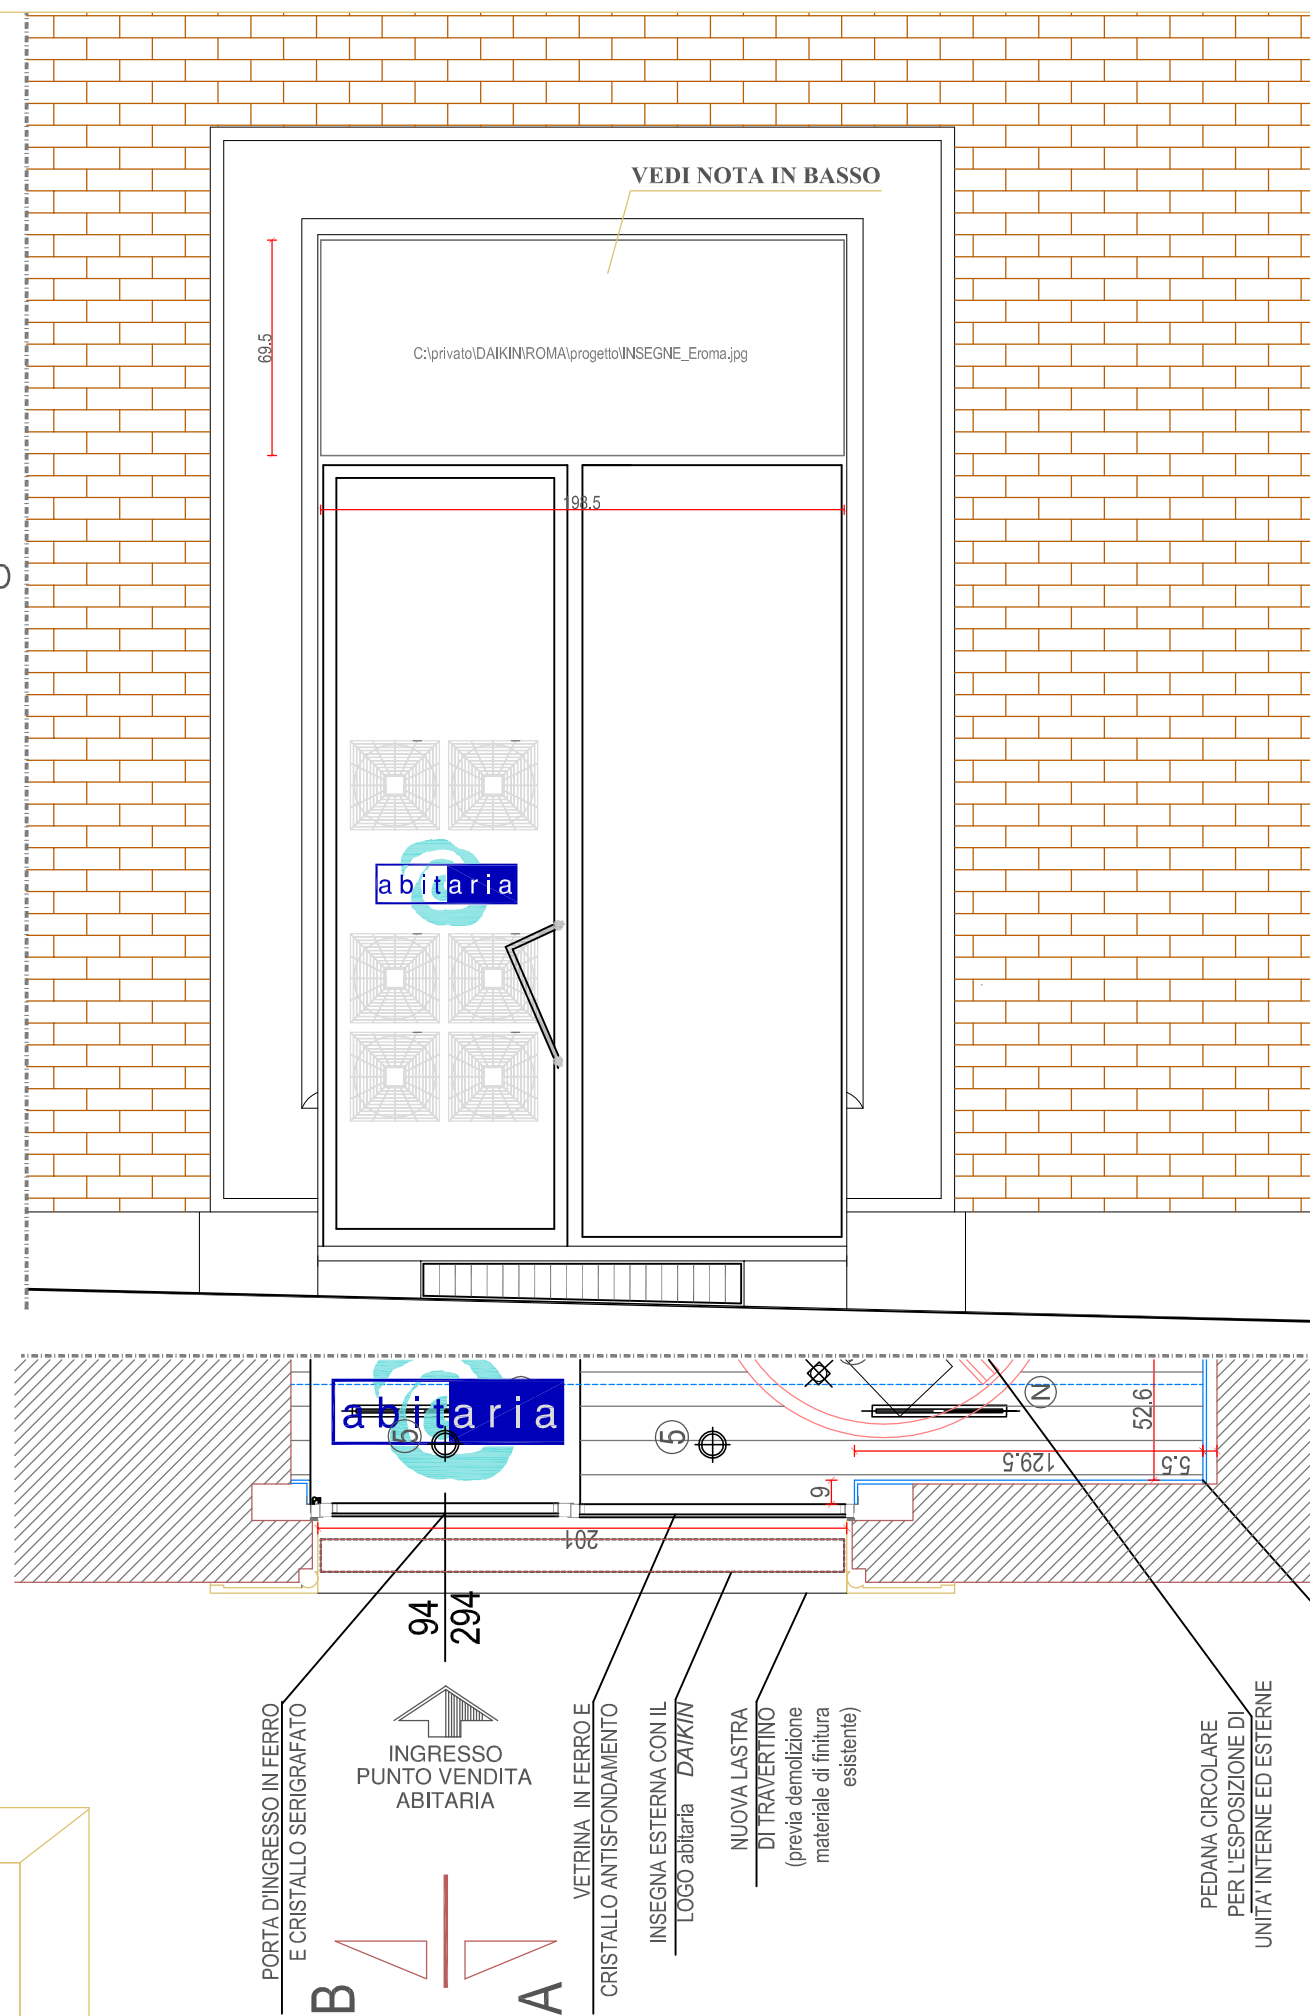 VEDI NOTA IN BASSO
69.5
C:\privato\DAIKIN\ROMA\progetto\INSEGNE_Eroma.jpg
193.5
abitaria
abitaria
5
5
N
52.6
129.5
5.5
9
201
94
294
INGRESSO
PUNTO VENDITA
ABITARIA
PORTA D'INGRESSO IN FERRO
E CRISTALLO SERIGRAFATO
VETRINA IN FERRO E
CRISTALLO ANTISFONDAMENTO
INSEGNA ESTERNA CON IL
LOGO abitaria DAIKIN
NUOVA LASTRA
DI TRAVERTINO
(previa demolizione
materiale di finitura
esistente)
PEDANA CIRCOLARE
PER L'ESPOSIZIONE DI
UNITA' INTERNE ED ESTERNE
B
A